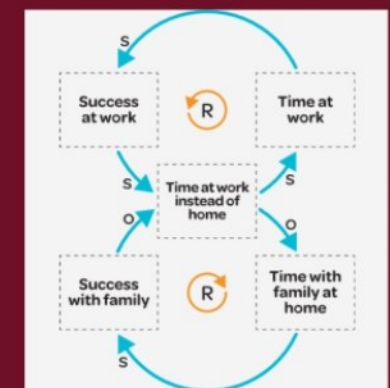 S
Success
at work
R
Time at
work
S
Time at work
instead of
home
S
O
O
Success
with family
R
Time with
family at
home
S